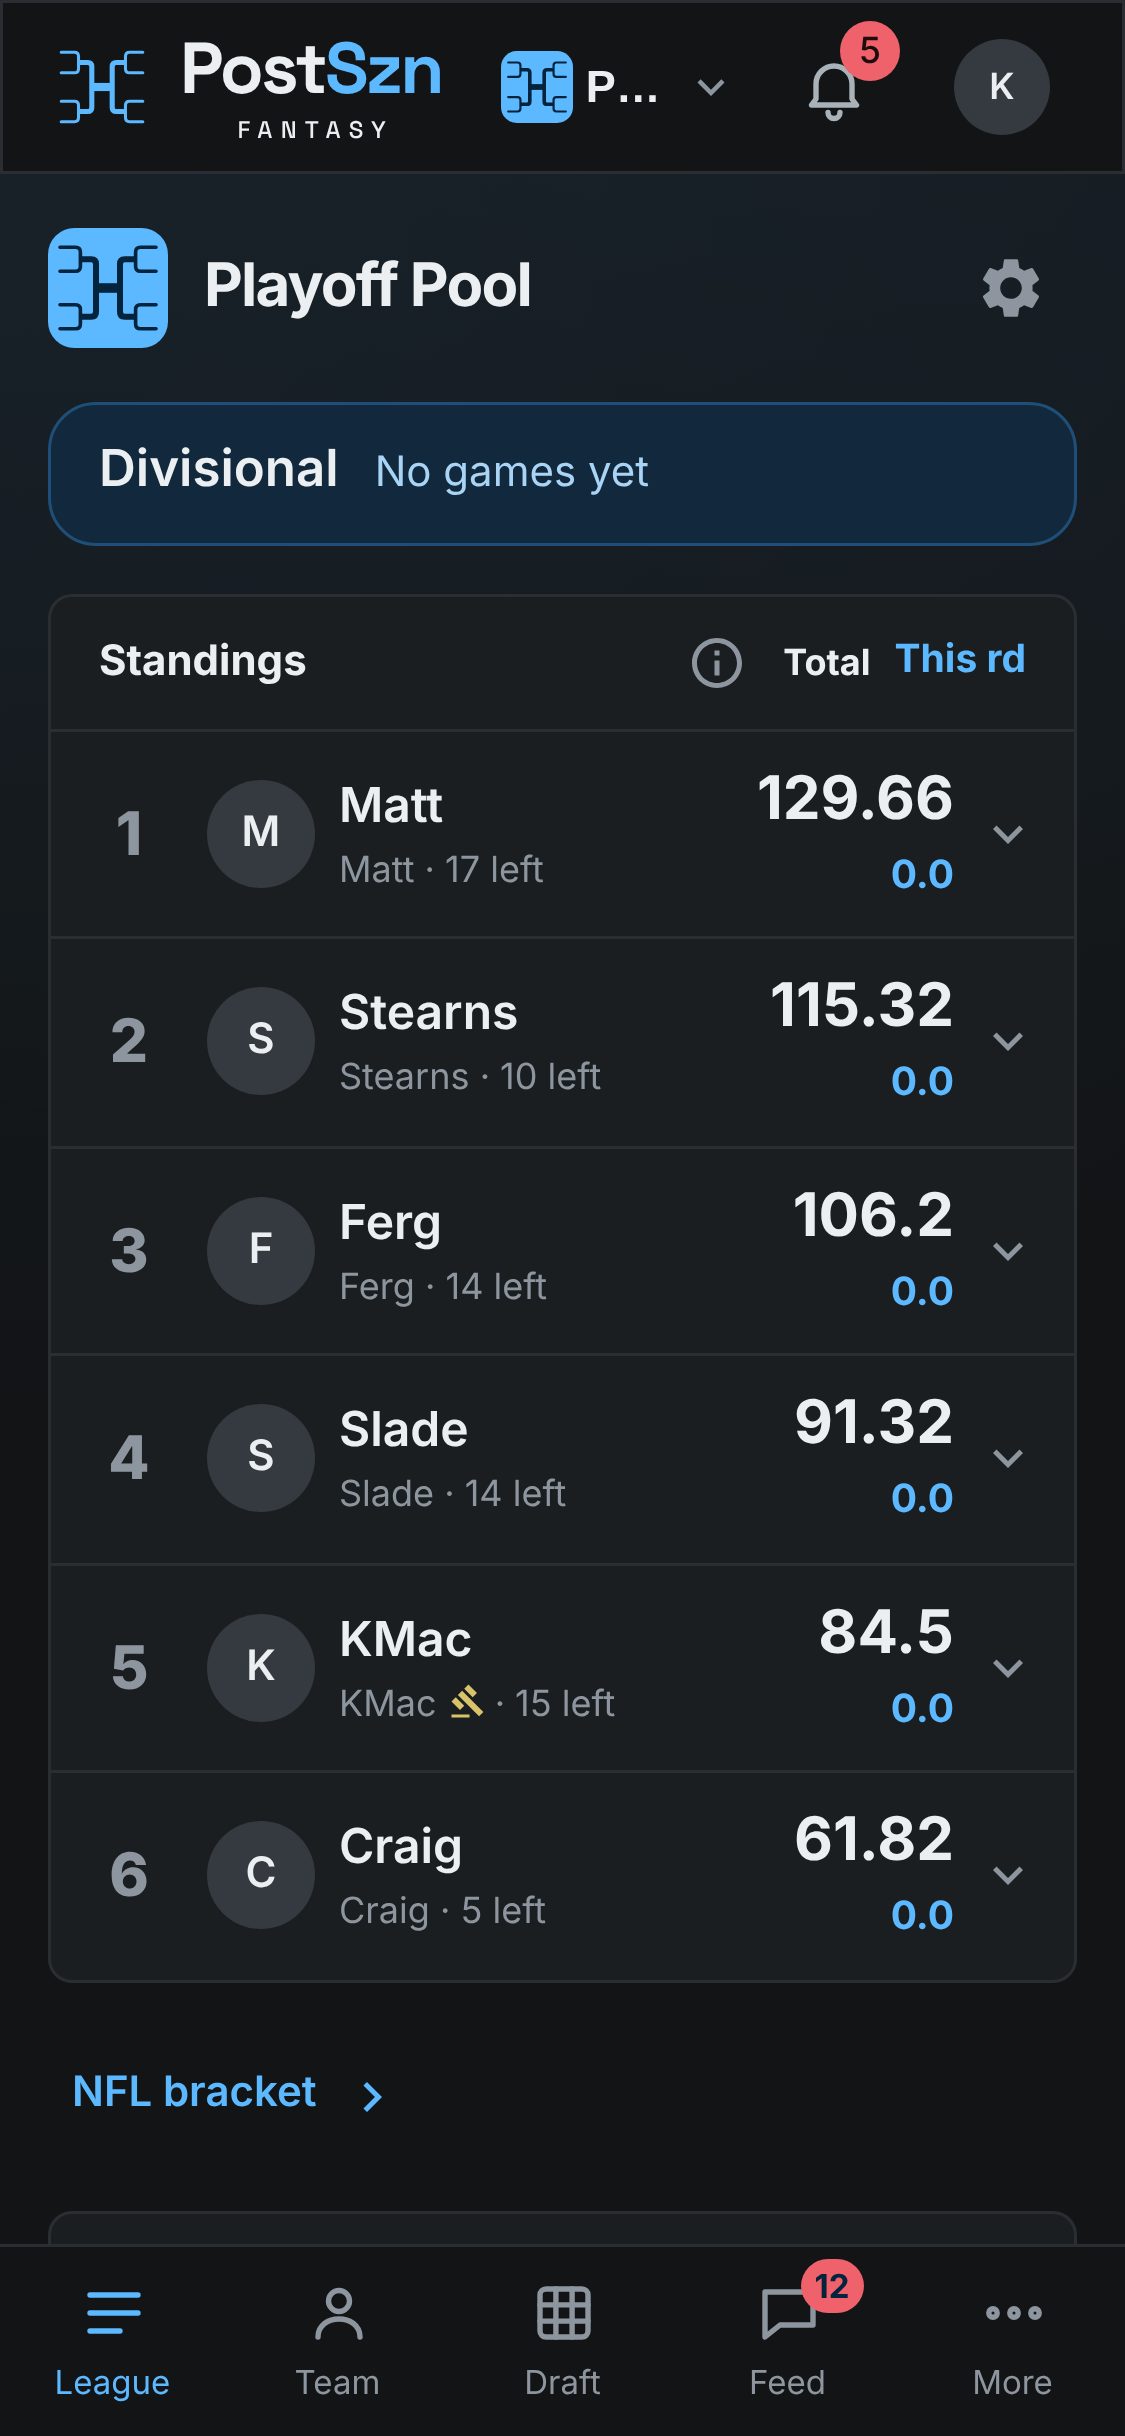 PostSzn
FANTASY
P...
5
K
Playoff Pool
Divisional No games yet
Standings Total This rd
1 M Matt 129.66
Matt · 17 left 0.0
2 S Stearns 115.32
Stearns · 10 left 0.0
3 F Ferg 106.2
Ferg · 14 left 0.0
4 S Slade 91.32
Slade · 14 left 0.0
5 K KMac 84.5
KMac · 15 left 0.0
6 C Craig 61.82
Craig · 5 left 0.0
NFL bracket
12
League Team Draft Feed More